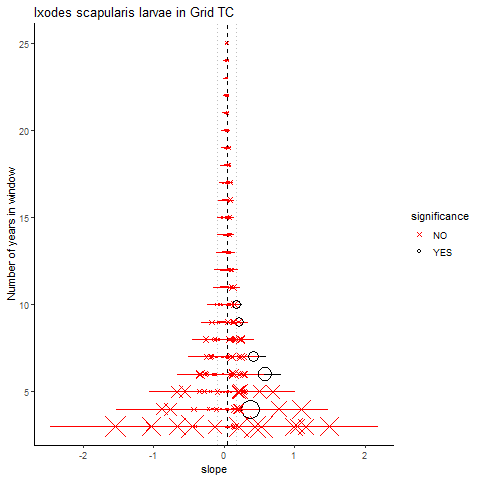 Ixodes scapularis larvae in Grid TC
Number of years in window
25
20
15
10
5
-2
-1
0
1
2
slope
significance
NO
YES